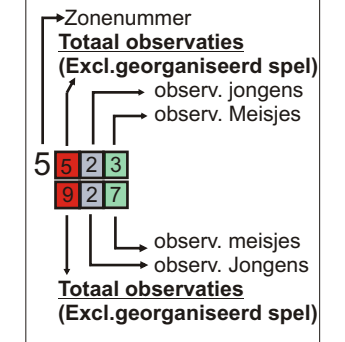 Zonenummer
Totaal observaties
(Excl.georganiseerd spel)
observ. jongens
observ. Meisjes
5 5 2 3
9 2 7
observ. meisjes
observ. Jongens
Totaal observaties
(Excl.georganiseerd spel)